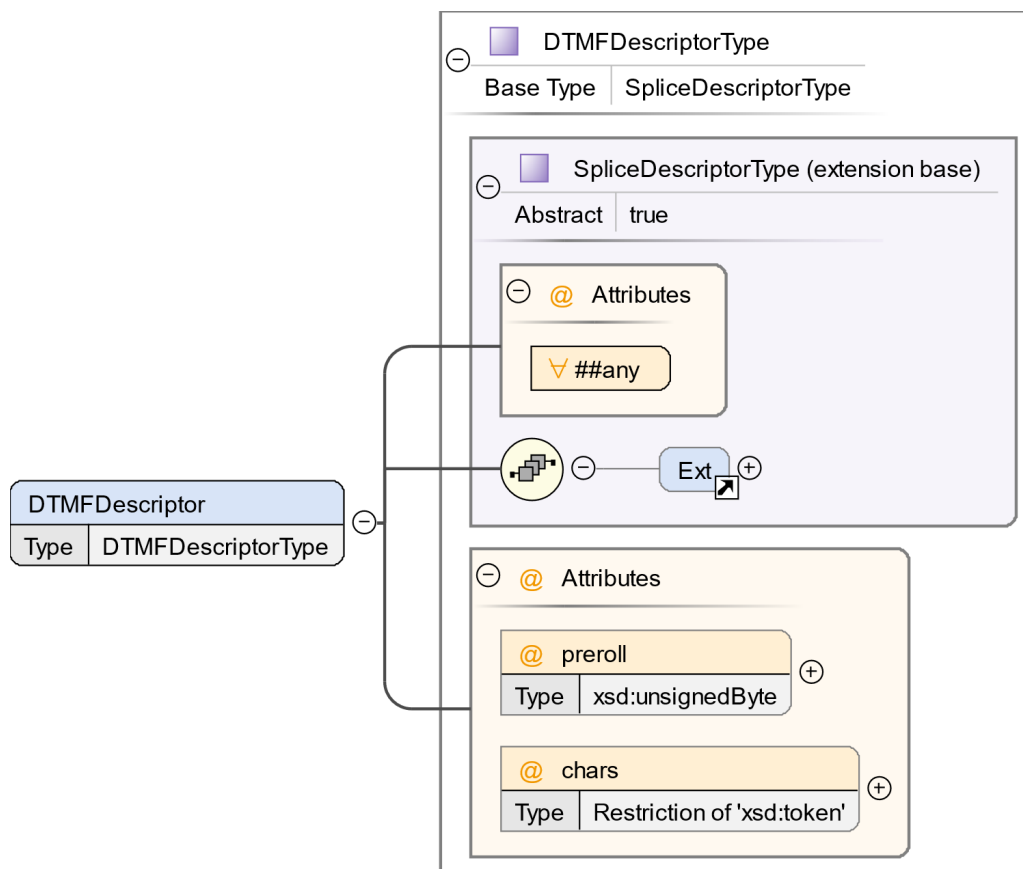 DTMFDescriptorType
Base Type SpliceDescriptorType
SpliceDescriptorType (extension base)
Abstract true
@ Attributes
∀ ##any
Ext
DTMFDescriptor
Type DTMFDescriptorType
@ Attributes
@ preroll
Type xsd:unsignedByte
@ chars
Type Restriction of 'xsd:token'